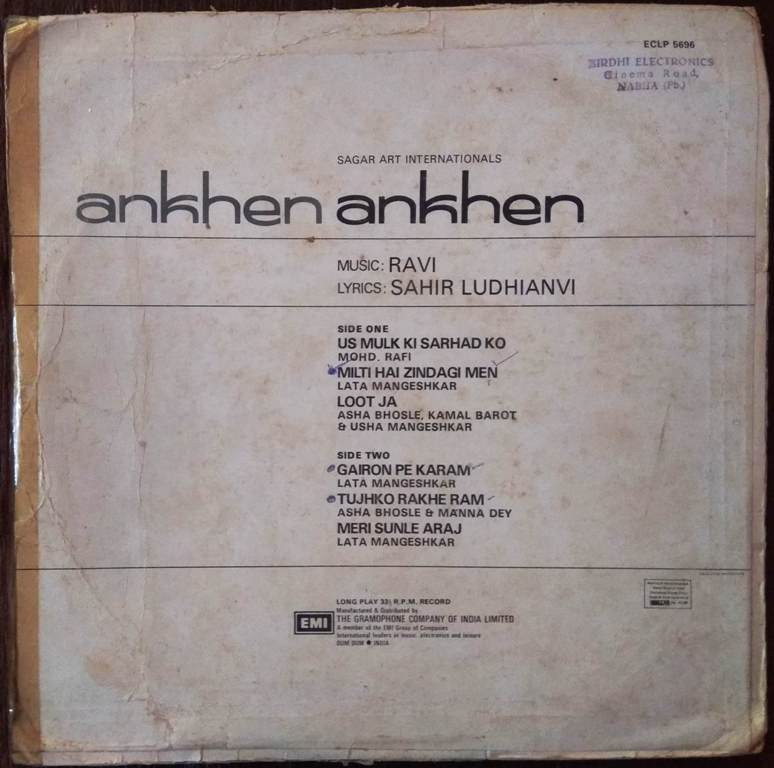 ECLP 5696
BIRDHI ELECTRONICS
Cinema Road,
NABHA (Pb.)
SAGAR ART INTERNATIONALS
ankhen ankhen
MUSIC: RAVI
LYRICS: SAHIR LUDHIANVI
SIDE ONE
US MULK KI SARHAD KO
MOHD. RAFI
MILTI HAI ZINDAGI MEN
LATA MANGESHKAR
LOOT JA
ASHA BHOSLE, KAMAL BAROT
& USHA MANGESHKAR
SIDE TWO
GAIRON PE KARAM
LATA MANGESHKAR
TUJHKO RAKHE RAM
ASHA BHOSLE & MANNA DEY
MERI SUNLE ARAJ
LATA MANGESHKAR
LONG PLAY 33⅓ R.P.M. RECORD
Manufactured & Distributed by
EMI THE GRAMOPHONE COMPANY OF INDIA LIMITED
A member of the EMI Group of Companies
International leaders in music, electronics and leisure
DUM DUM ● INDIA